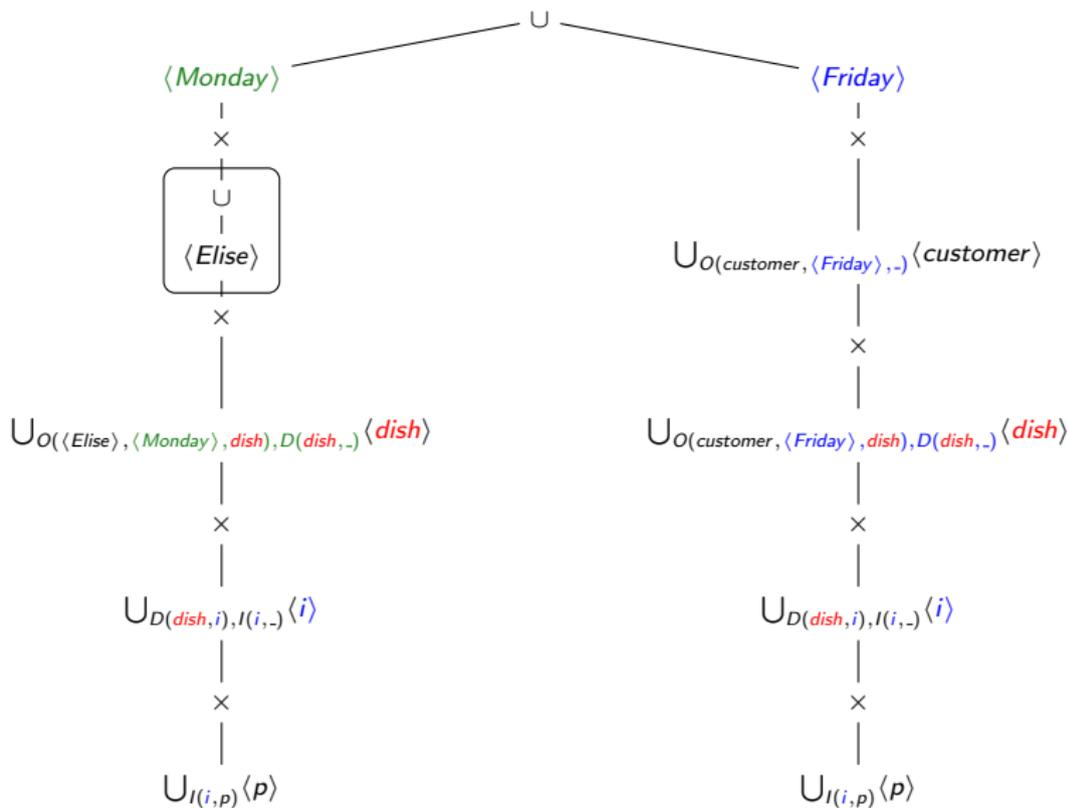 ∪
⟨Monday⟩ ⟨Friday⟩
× ×
∪
⟨Elise⟩ ⋃O(customer,⟨Friday⟩,_)⟨customer⟩
×
×
⋃O(⟨Elise⟩,⟨Monday⟩,dish),D(dish,_)⟨dish⟩ ⋃O(customer,⟨Friday⟩,dish),D(dish,_)⟨dish⟩
× ×
⋃D(dish,i),I(i,_)⟨i⟩ ⋃D(dish,i),I(i,_)⟨i⟩
× ×
⋃I(i,p)⟨p⟩ ⋃I(i,p)⟨p⟩